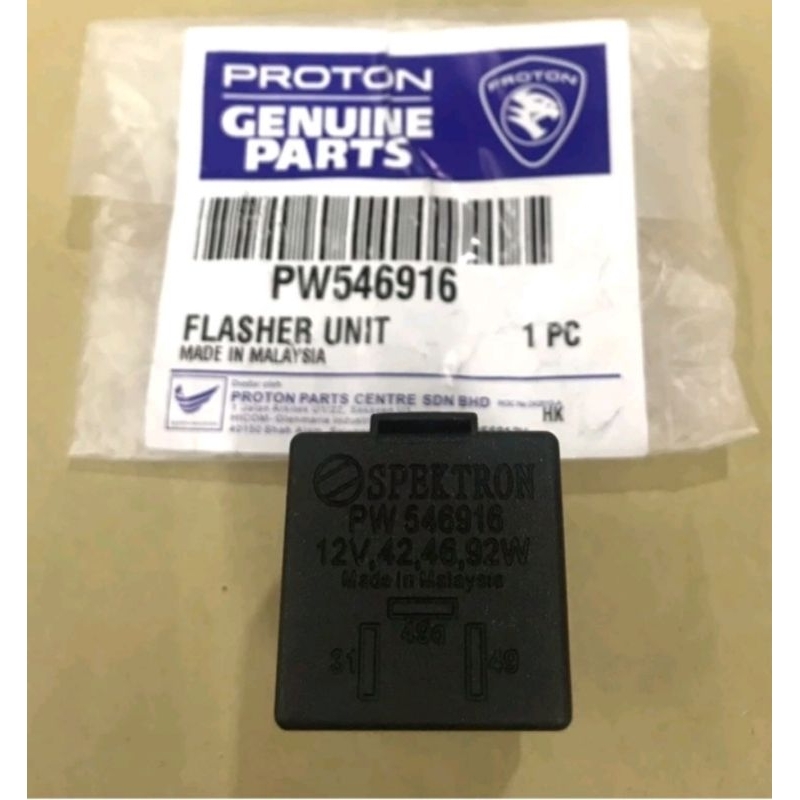 PROTON
GENUINE
PARTS
PROTON
PW546916
FLASHER UNIT 1 PC
MADE IN MALAYSIA
PROTON PARTS CENTRE SDN BHD
HK
SPEKTRON
PW 546916
12V,42,46,92W
Made in Malaysia
49a
31 49